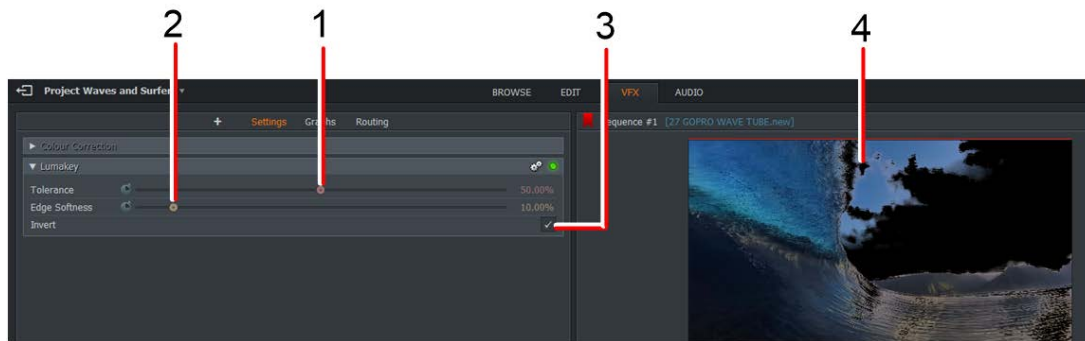 2 1 3 4
Project Waves and Surfer BROWSE EDIT VFX AUDIO
+ Settings Graphs Routing
Sequence #1 [27 GOPRO WAVE TUBE.new]
Colour Correction
Lumakey
Tolerance 50.00%
Edge Softness 10.00%
Invert